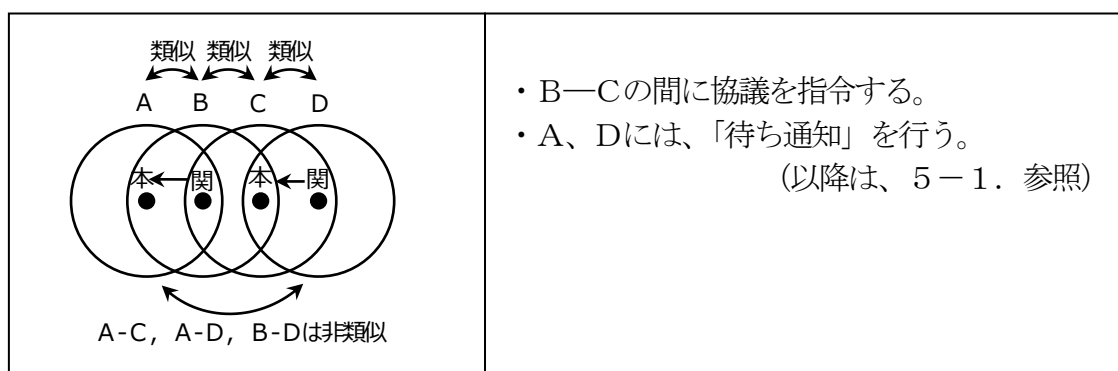 類似 類似 類似
A B C D
本 関 本 関
A-C, A-D, B-Dは非類似
・B―Cの間に協議を指令する。
・A、Dには、「待ち通知」を行う。
(以降は、5-1.参照)